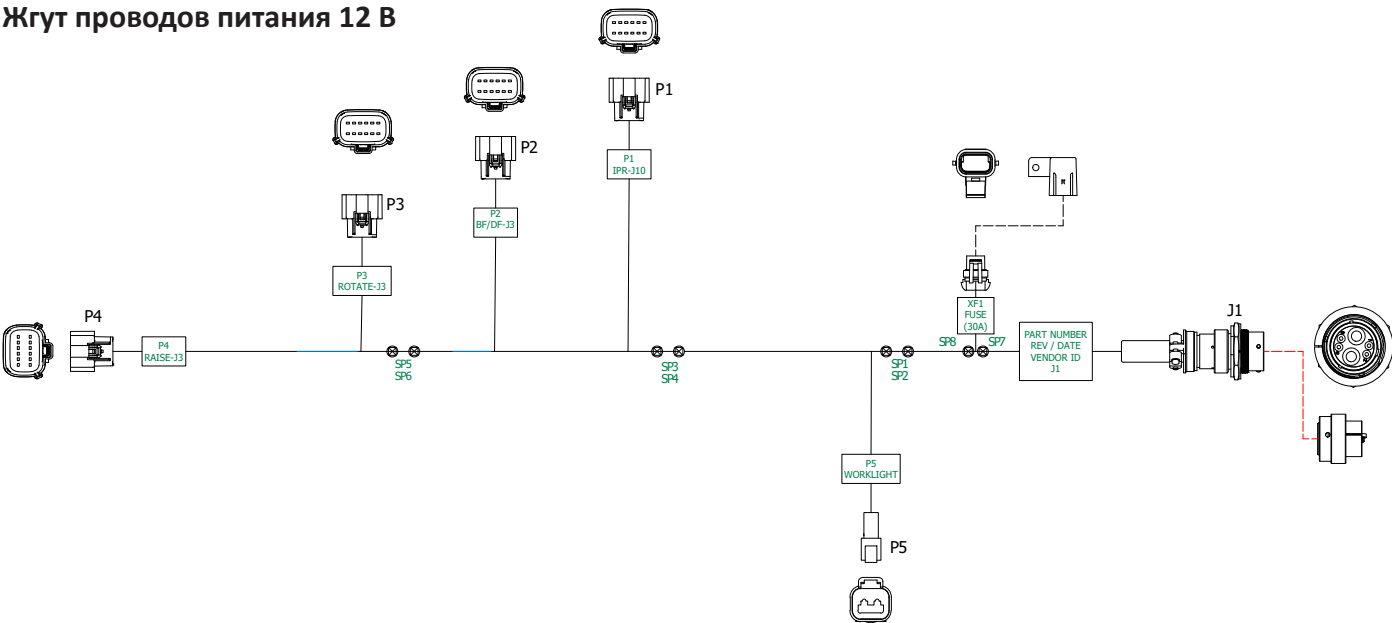 Жгут проводов питания 12 В
P1
P1
IPR-J10
P2
P2
BF/DF-J3
P3
P3
ROTATE-J3
P4
P4
RAISE-J3
SP5
SP6
SP3
SP4
SP1
SP2
XF1
FUSE
(30A)
SP8
SP7
PART NUMBER
REV / DATE
VENDOR ID
J1
J1
P5
WORKLIGHT
P5